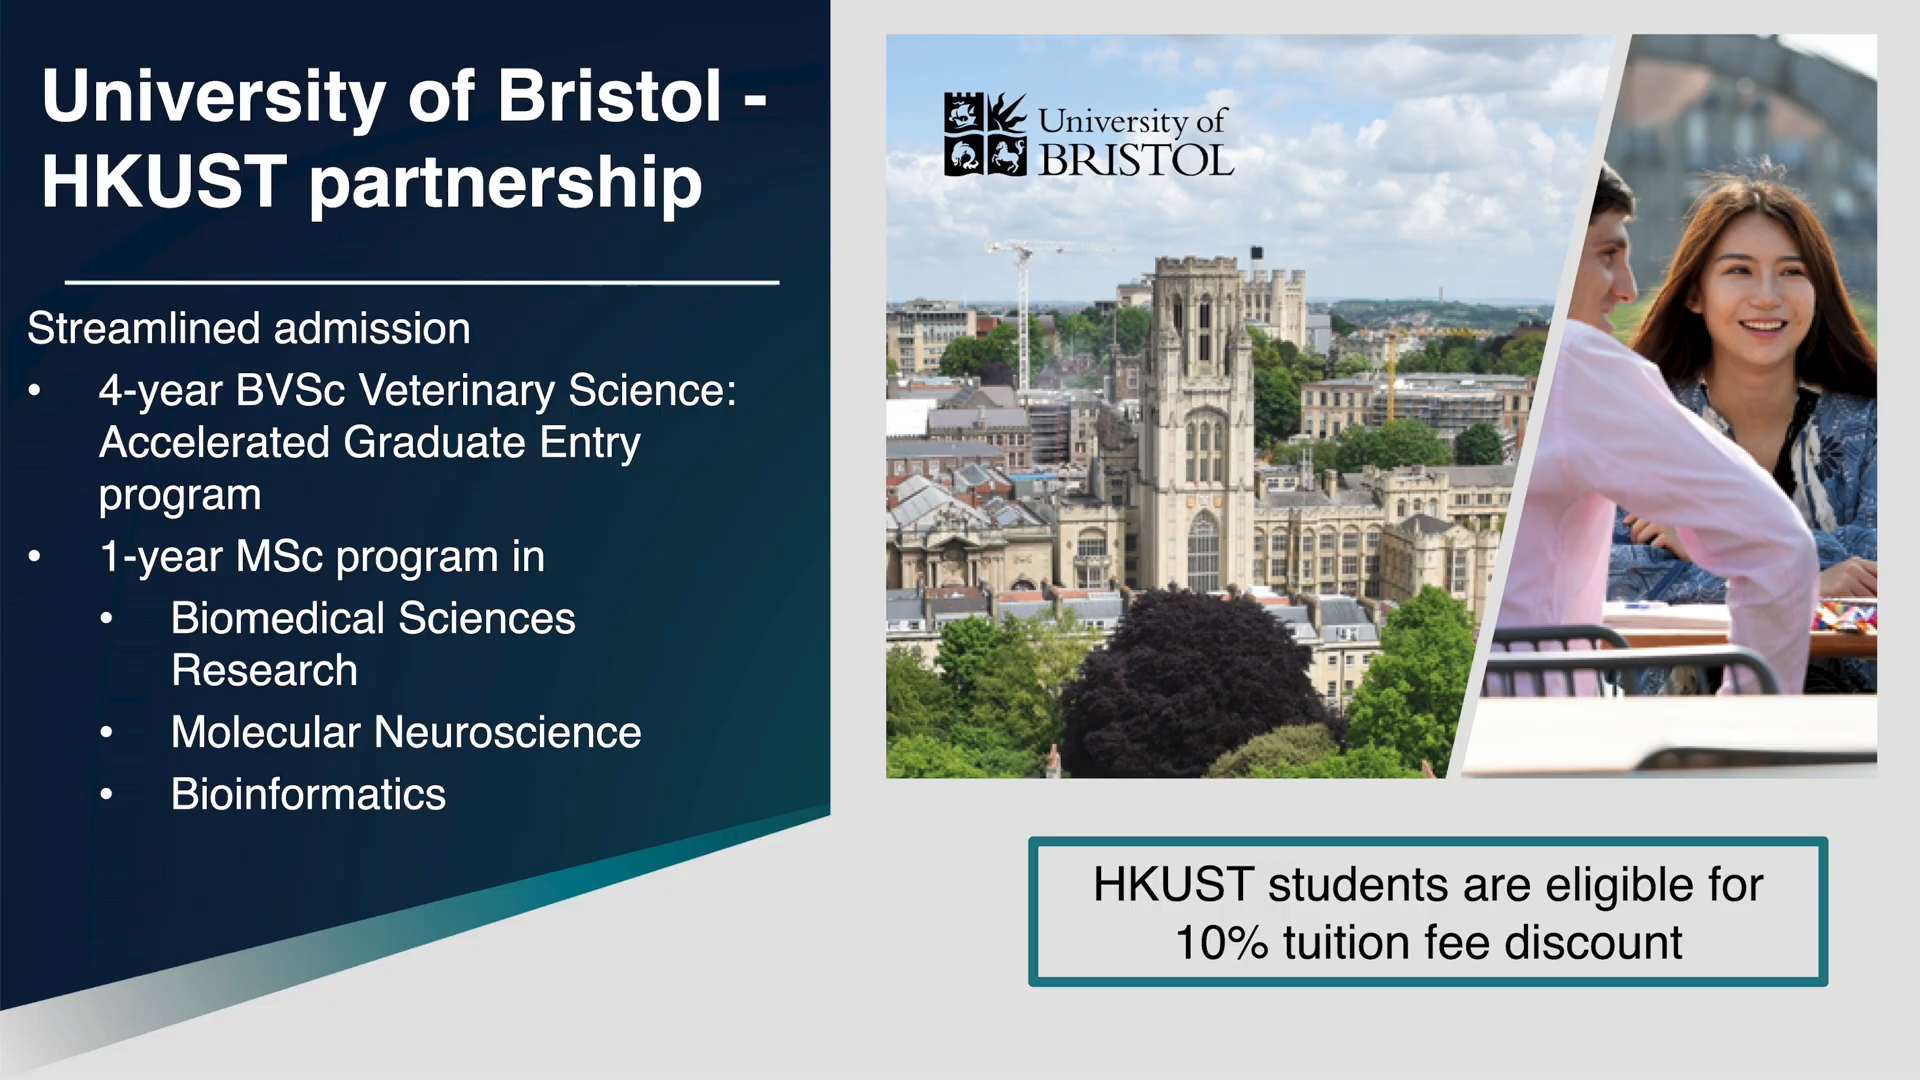 University of Bristol -
HKUST partnership
Streamlined admission
• 4-year BVSc Veterinary Science:
Accelerated Graduate Entry
program
• 1-year MSc program in
• Biomedical Sciences
Research
• Molecular Neuroscience
• Bioinformatics
University of
BRISTOL
HKUST students are eligible for
10% tuition fee discount